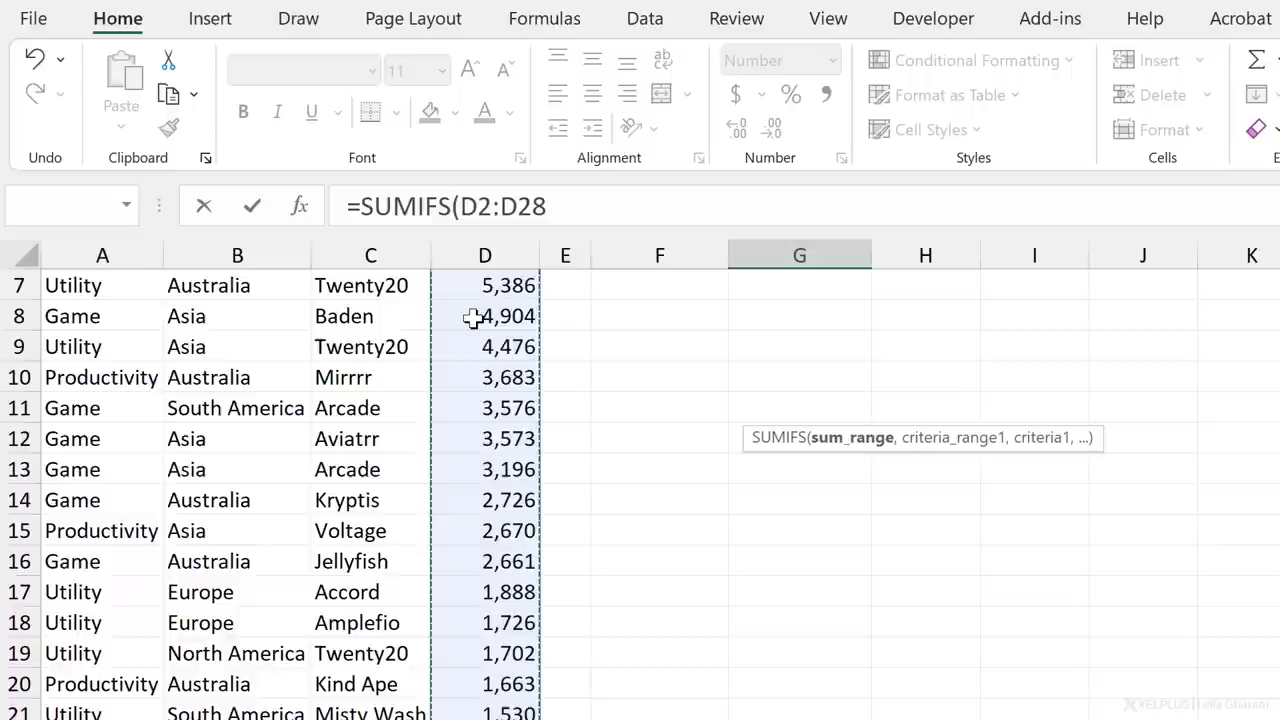 File Home Insert Draw Page Layout Formulas Data Review View Developer Add-ins Help Acrobat
11 A A ab c Number Conditional Formatting Insert Σ
Paste $ % , Format as Table Delete
B I U A .00 .00 Cell Styles Format
Undo Clipboard Font Alignment Number Styles Cells
fx =SUMIFS(D2:D28
A B C D E F G H I J K
7 Utility Australia Twenty20 5,386
8 Game Asia Baden 4,904
9 Utility Asia Twenty20 4,476
10 Productivity Australia Mirrrr 3,683
11 Game South America Arcade 3,576
12 Game Asia Aviatrr 3,573 SUMIFS(sum_range, criteria_range1, criteria1, ...)
13 Game Asia Arcade 3,196
14 Game Australia Kryptis 2,726
15 Productivity Asia Voltage 2,670
16 Game Australia Jellyfish 2,661
17 Utility Europe Accord 1,888
18 Utility Europe Amplefio 1,726
19 Utility North America Twenty20 1,702
20 Productivity Australia Kind Ape 1,663
21 Utility South America Misty Wash 1,530
XELPLUS | Leila Gharani